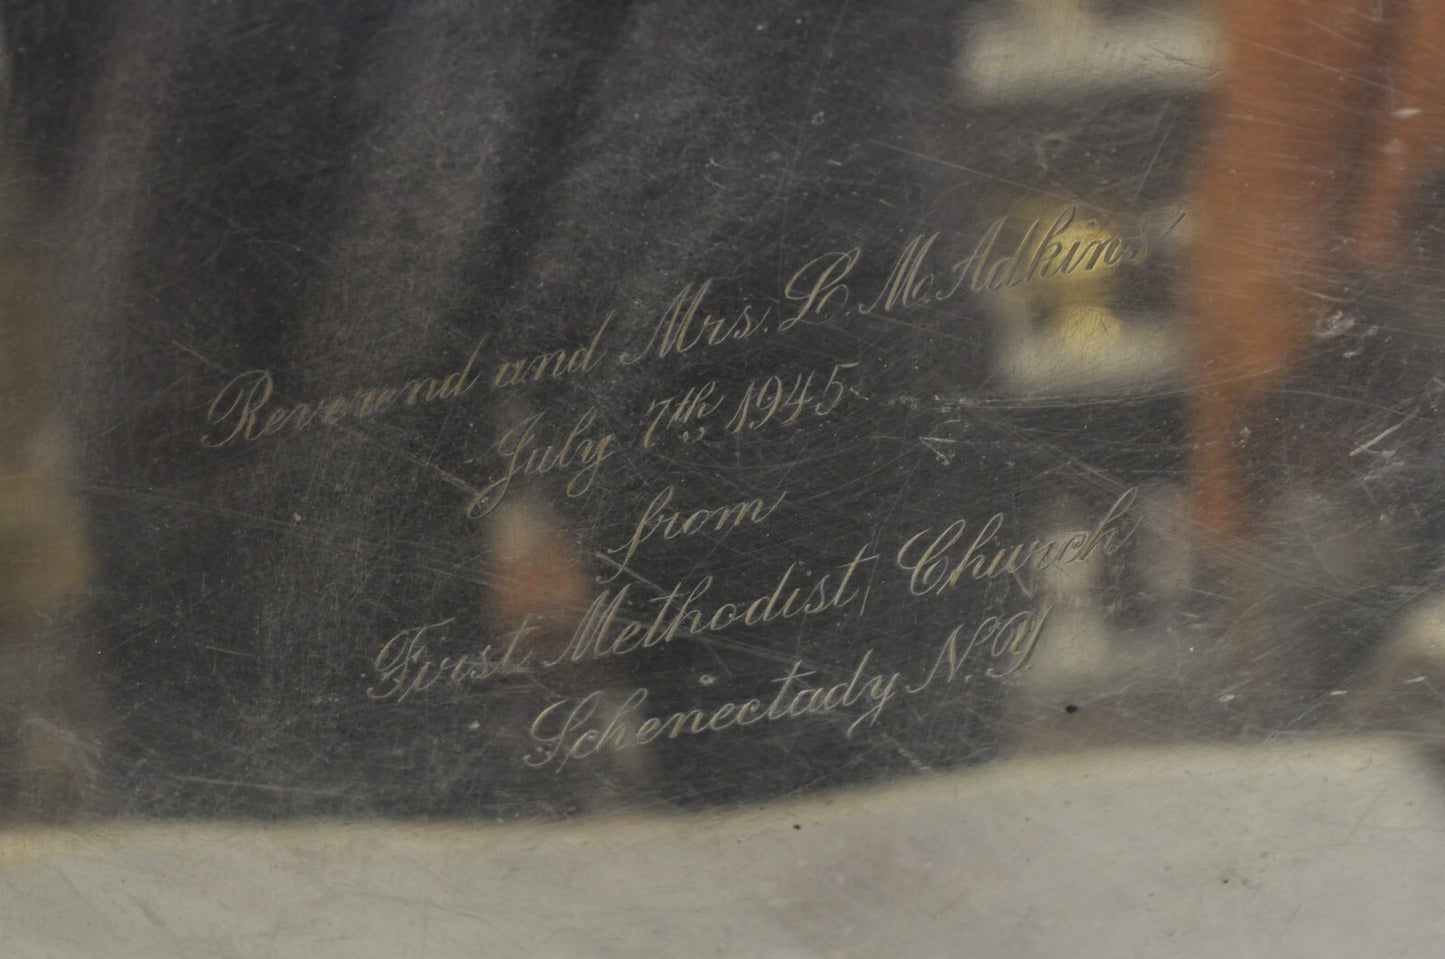 Reverend and Mrs. L. M. Adkins
July 7th, 1945
from
First Methodist Church
Schenectady N.Y